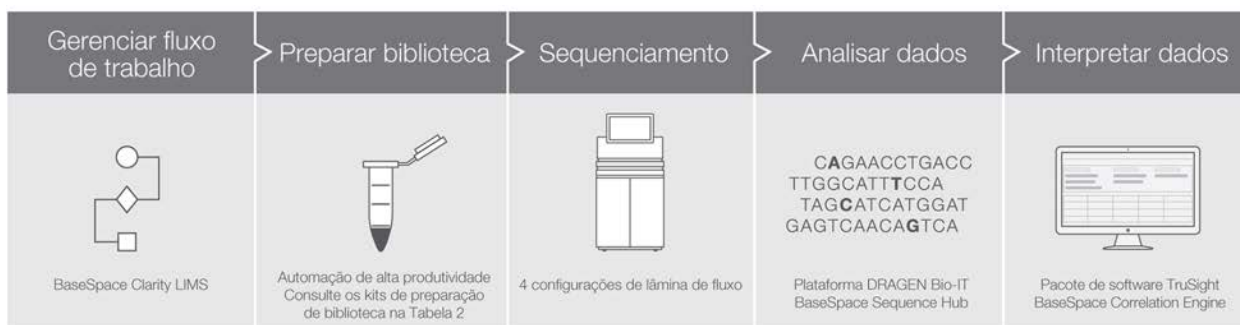 Gerenciar fluxo
de trabalho
Preparar biblioteca
Sequenciamento
Analisar dados
Interpretar dados
BaseSpace Clarity LIMS
Automação de alta produtividade
Consulte os kits de preparação
de biblioteca na Tabela 2
4 configurações de lâmina de fluxo
CAGAACCTGACC
TTGGCATTTCCA
TAGCATCATGGAT
GAGTCAACAGTCA
Plataforma DRAGEN Bio-IT
BaseSpace Sequence Hub
Pacote de software TruSight
BaseSpace Correlation Engine